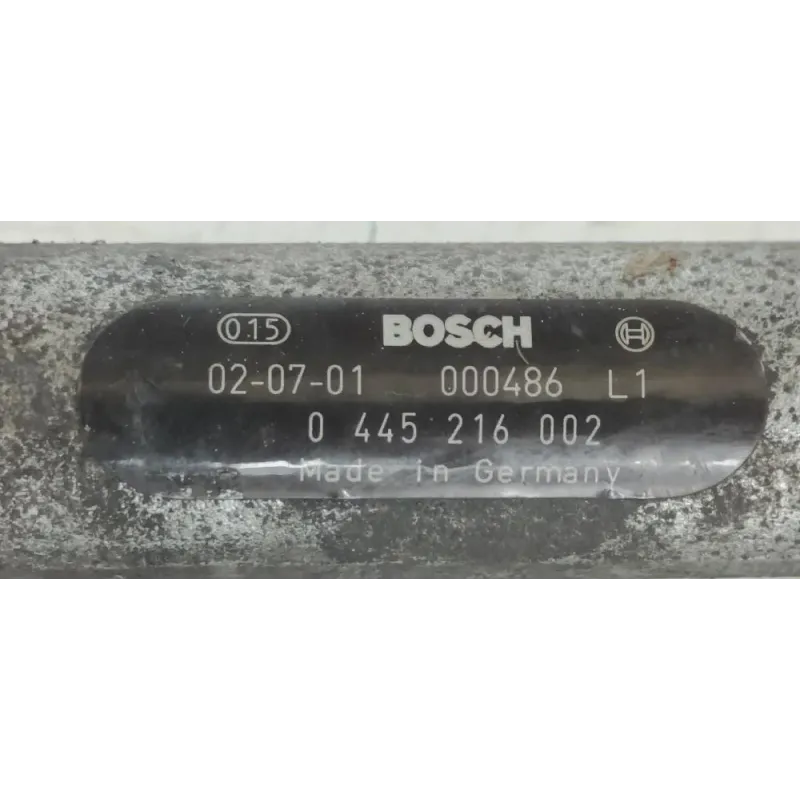 015 BOSCH
02-07-01 000486 L1
0 445 216 002
Made in Germany